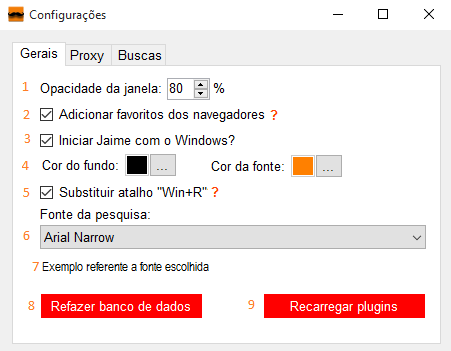 Configurações
Gerais Proxy Buscas
1 Opacidade da janela: 80 %
2 Adicionar favoritos dos navegadores ?
3 Iniciar Jaime com o Windows?
4 Cor do fundo: ... Cor da fonte: ...
5 Substituir atalho "Win+R" ?
Fonte da pesquisa:
6 Arial Narrow
7 Exemplo referente a fonte escolhida
8 Refazer banco de dados 9 Recarregar plugins